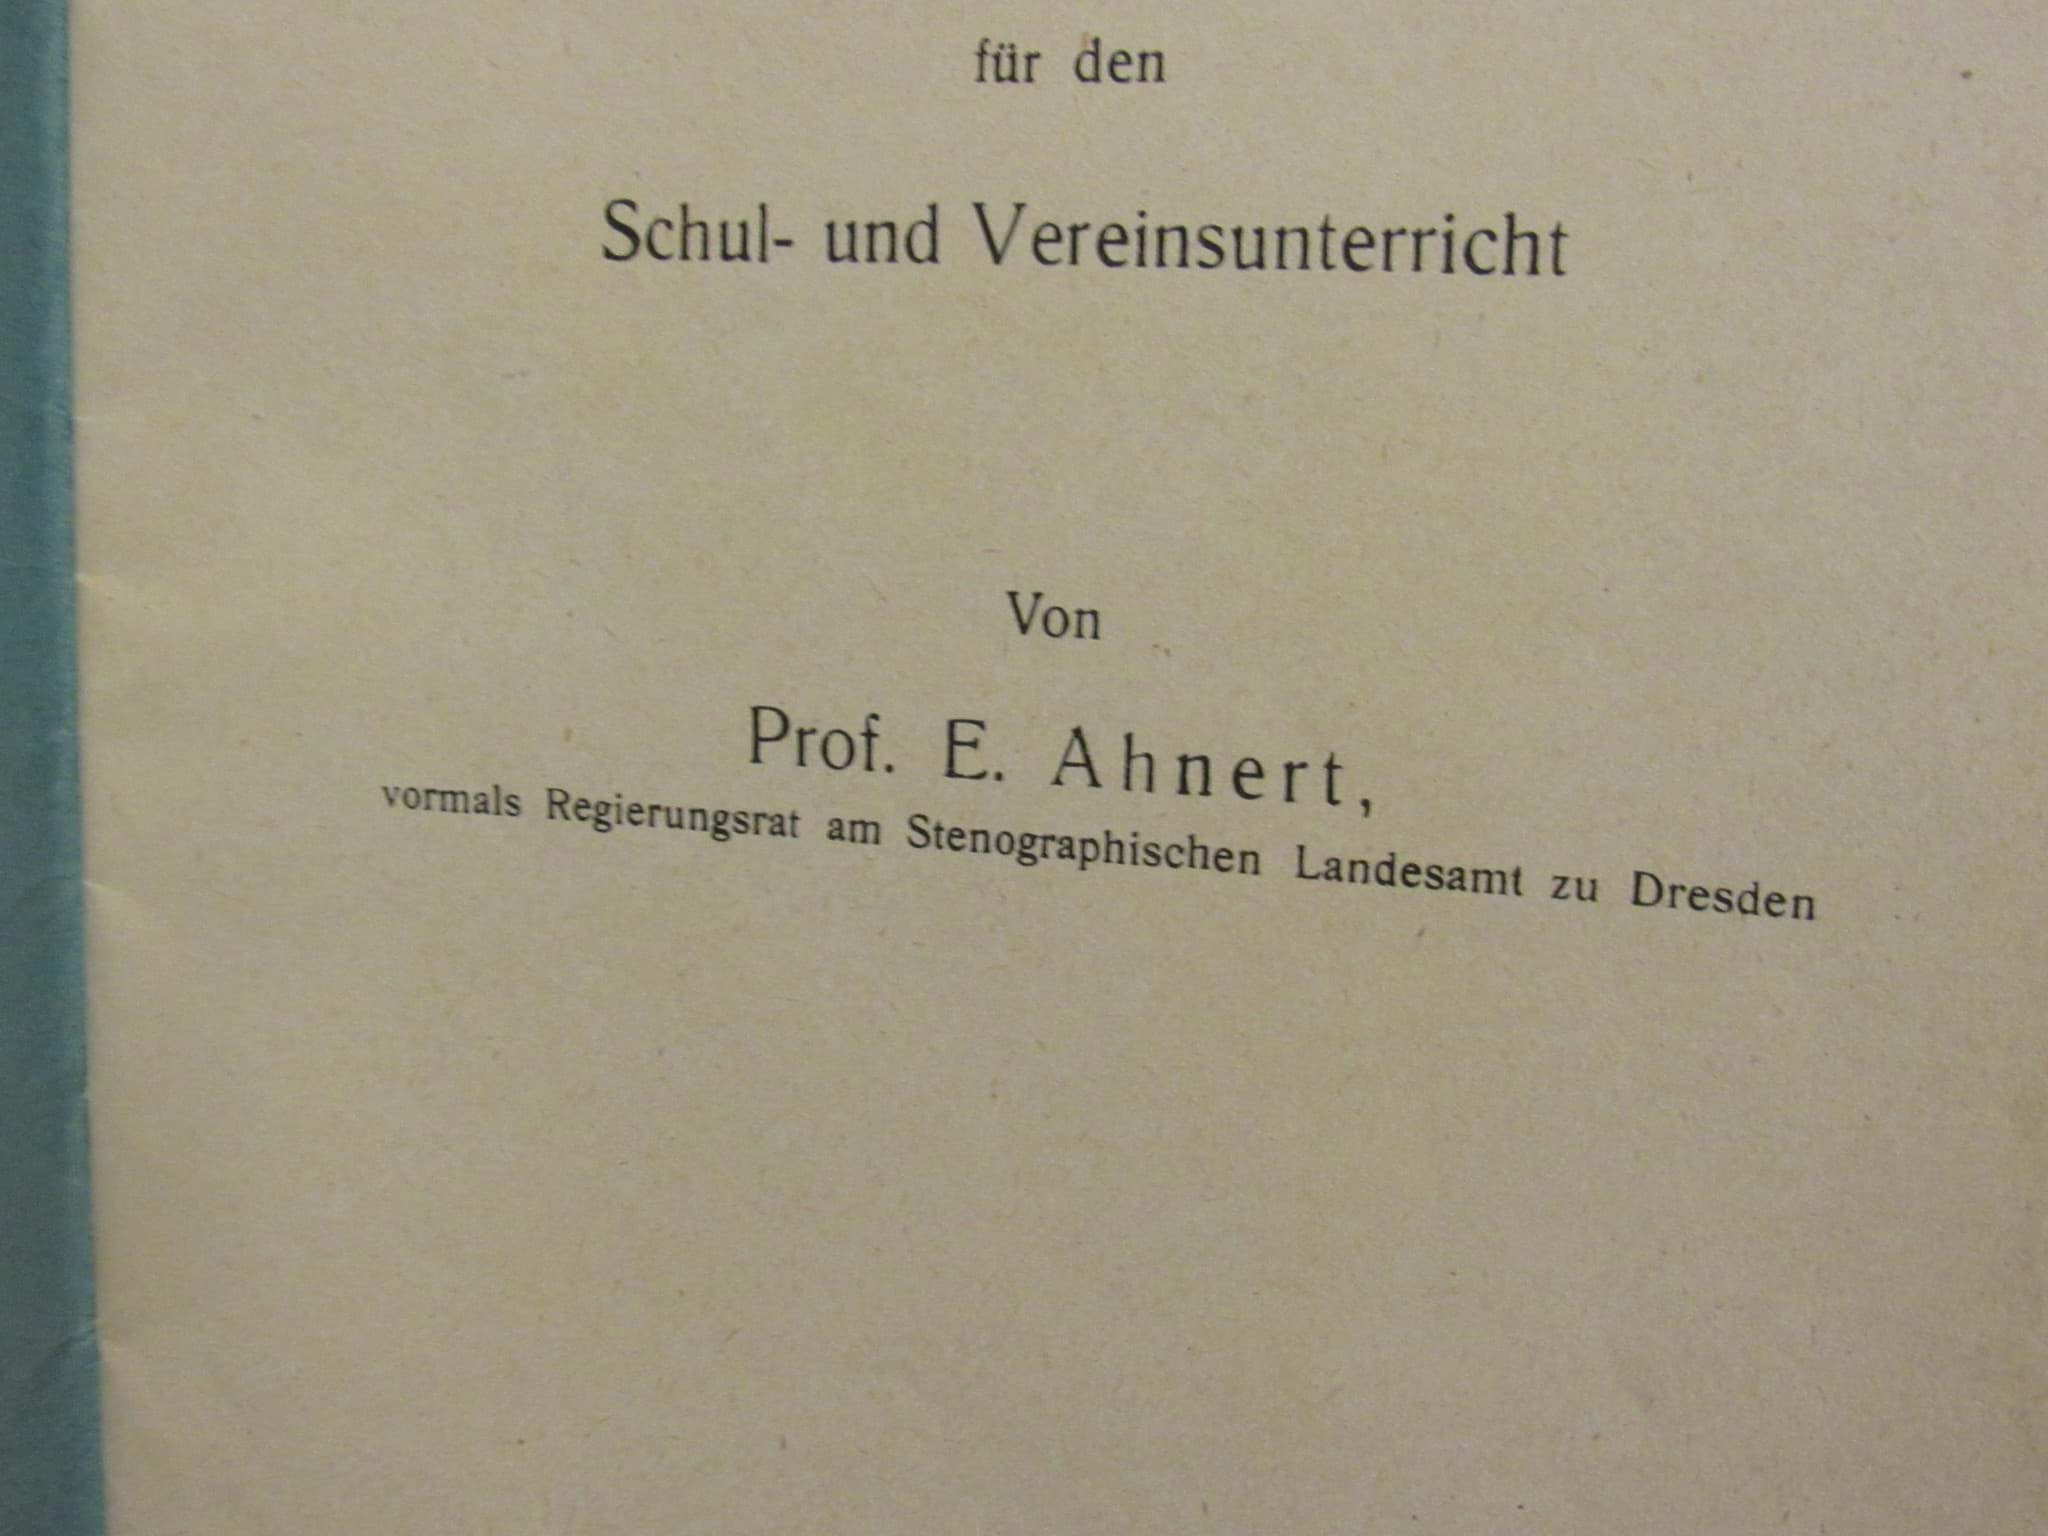 für den
Schul- und Vereinsunterricht
Von
Prof. E. Ahnert,
vormals Regierungsrat am Stenographischen Landesamt zu Dresden